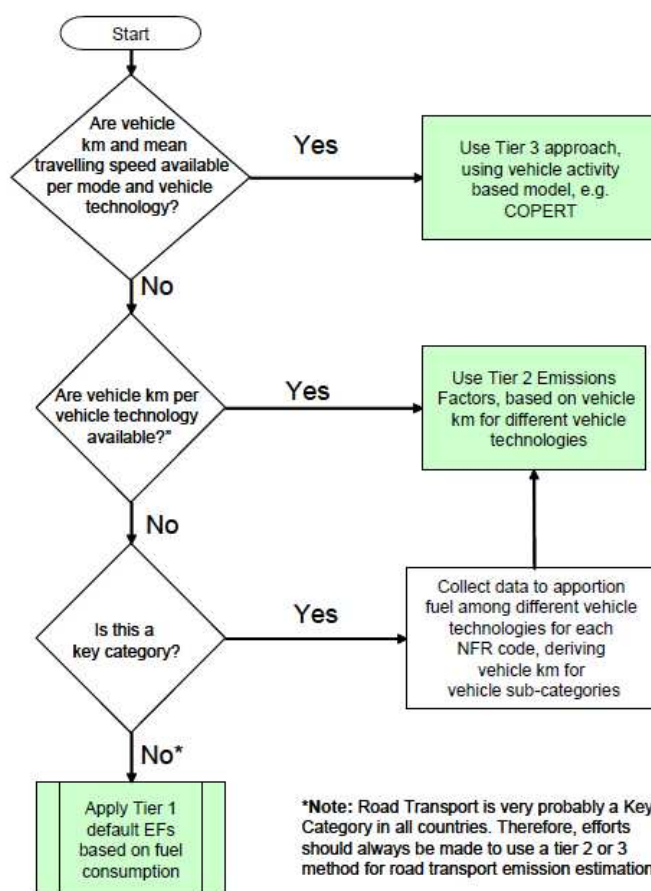 Start
Are vehicle
km and mean
travelling speed available
per mode and vehicle
technology?
Yes
Use Tier 3 approach,
using vehicle activity
based model, e.g.
COPERT
No
Are vehicle km per
vehicle technology
available?"
Yes
Use Tier 2 Emissions
Factors, based on vehicle
km for different vehicle
technologies
No
Is this a
key category?
Yes
Collect data to apportion
fuel among different vehicle
technologies for each
NFR code, deriving
vehicle km for
vehicle sub-categories
No*
Apply Tier 1
default EFs
based on fuel
consumption
*Note: Road Transport is very probably a Key
Category in all countries. Therefore, efforts
should always be made to use a tier 2 or 3
method for road transport emission estimation